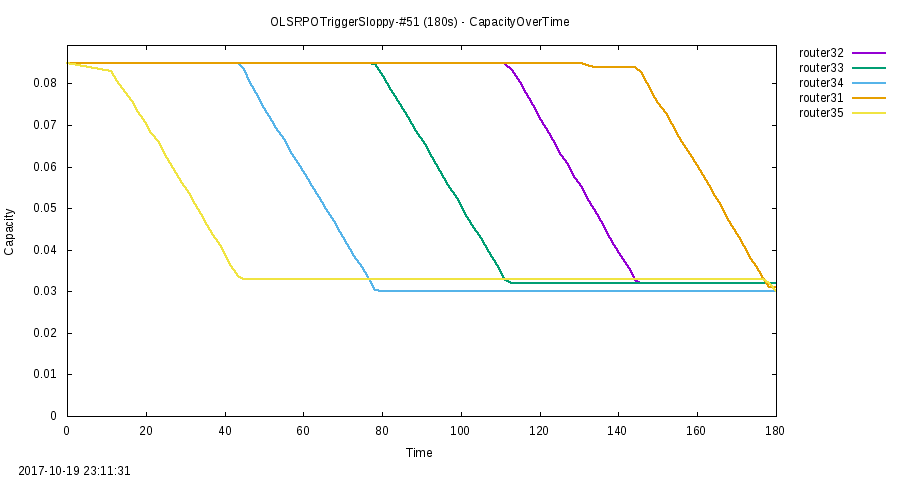 OLSRPOTriggerSloppy-#51 (180s) - CapacityOverTime
router32
router33
router34
router31
router35
0.08
0.07
0.06
0.05
0.04
0.03
0.02
0.01
0
Capacity
0 20 40 60 80 100 120 140 160 180
Time
2017-10-19 23:11:31